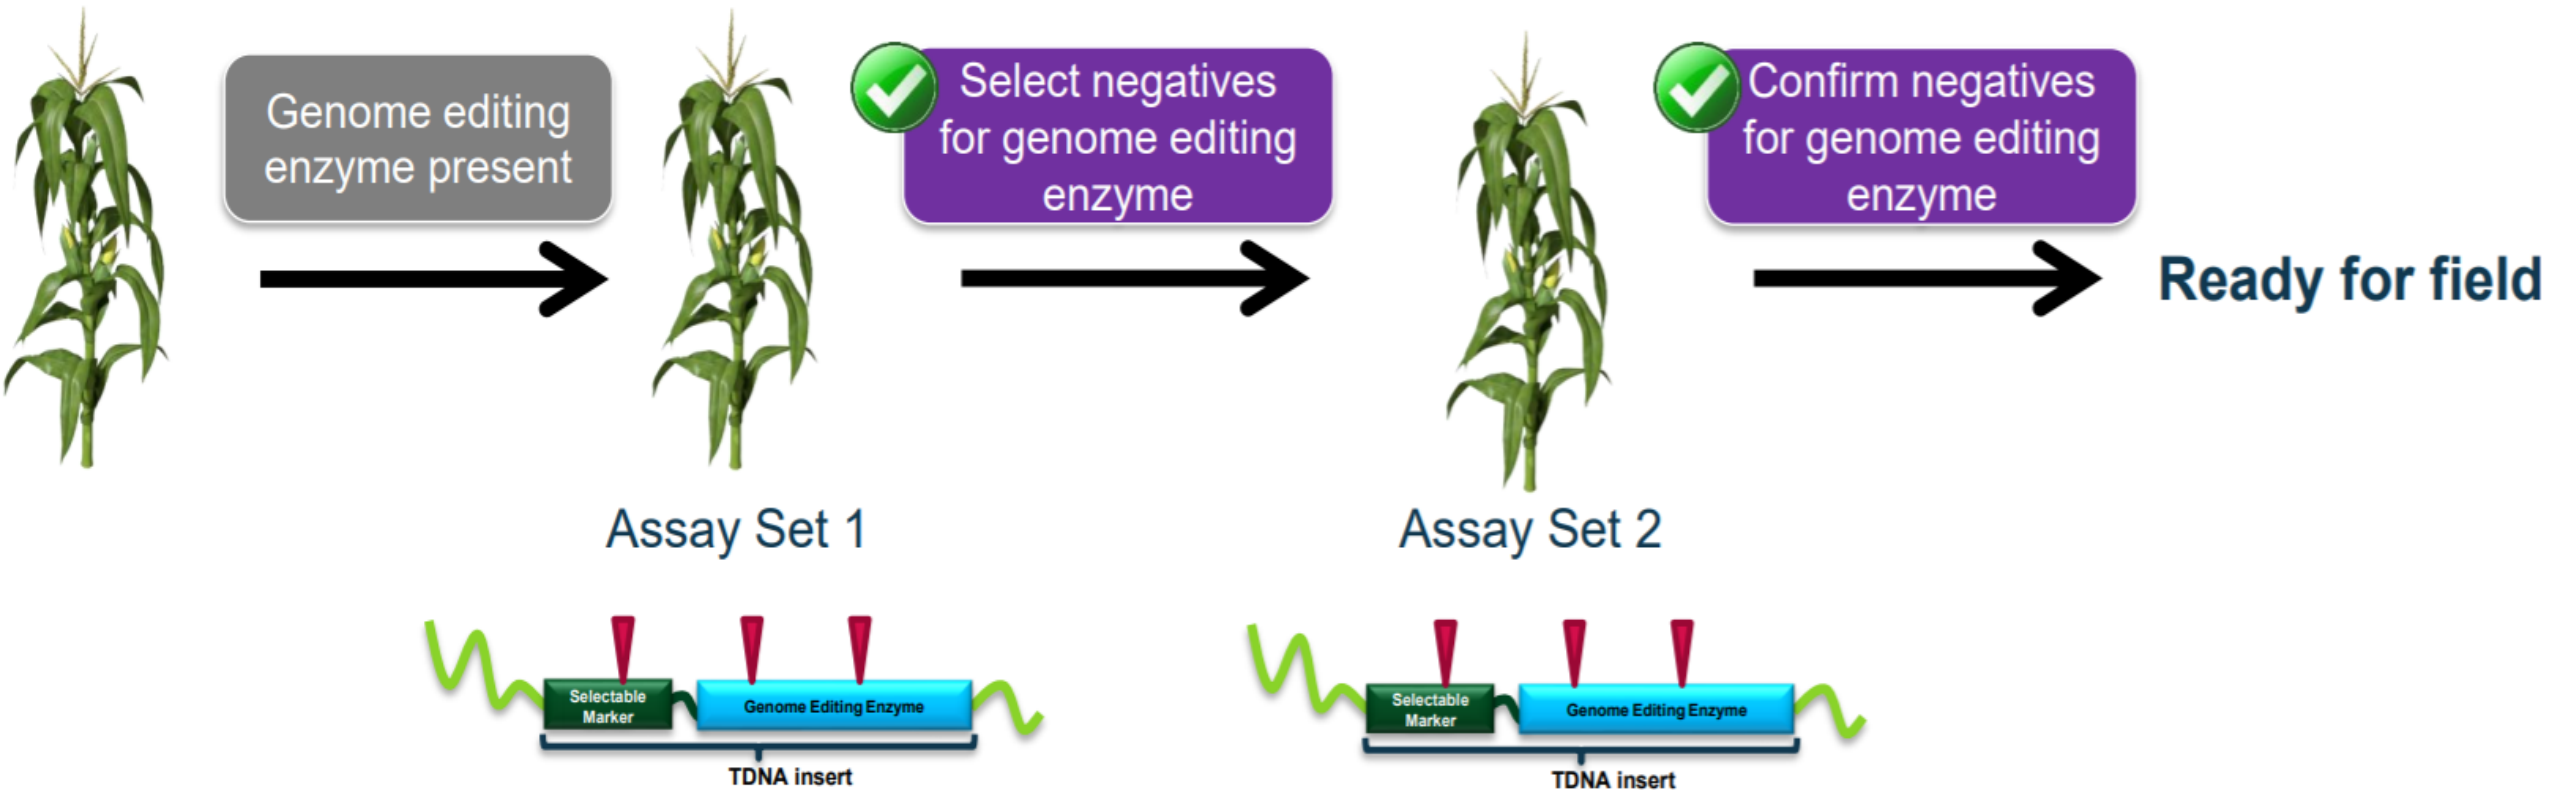 Genome editing
enzyme present
Select negatives
for genome editing
enzyme
Confirm negatives
for genome editing
enzyme
Ready for field
Assay Set 1
Assay Set 2
Selectable
Marker
Genome Editing Enzyme
TDNA insert
Selectable
Marker
Genome Editing Enzyme
TDNA insert